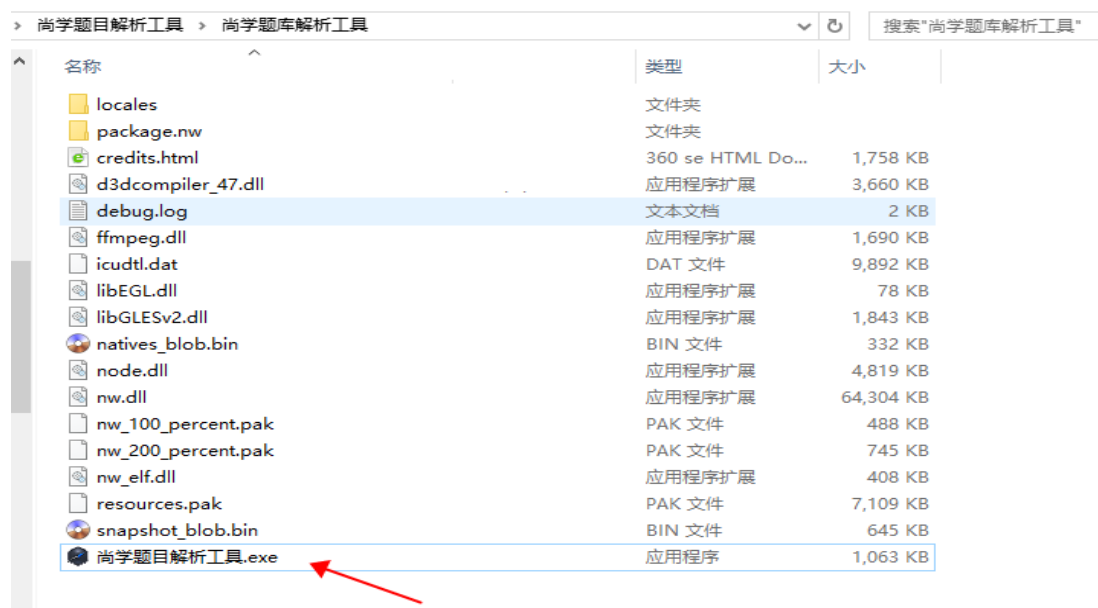 尚学题目解析工具 > 尚学题库解析工具 搜索"尚学题库解析工具"
名称 类型 大小
locales 文件夹
package.nw 文件夹
credits.html 360 se HTML Do... 1,758 KB
d3dcompiler_47.dll 应用程序扩展 3,660 KB
debug.log 文本文档 2 KB
ffmpeg.dll 应用程序扩展 1,690 KB
icudtl.dat DAT 文件 9,892 KB
libEGL.dll 应用程序扩展 78 KB
libGLESv2.dll 应用程序扩展 1,843 KB
natives_blob.bin BIN 文件 332 KB
node.dll 应用程序扩展 4,819 KB
nw.dll 应用程序扩展 64,304 KB
nw_100_percent.pak PAK 文件 488 KB
nw_200_percent.pak PAK 文件 745 KB
nw_elf.dll 应用程序扩展 408 KB
resources.pak PAK 文件 7,109 KB
snapshot_blob.bin BIN 文件 645 KB
尚学题目解析工具.exe 应用程序 1,063 KB